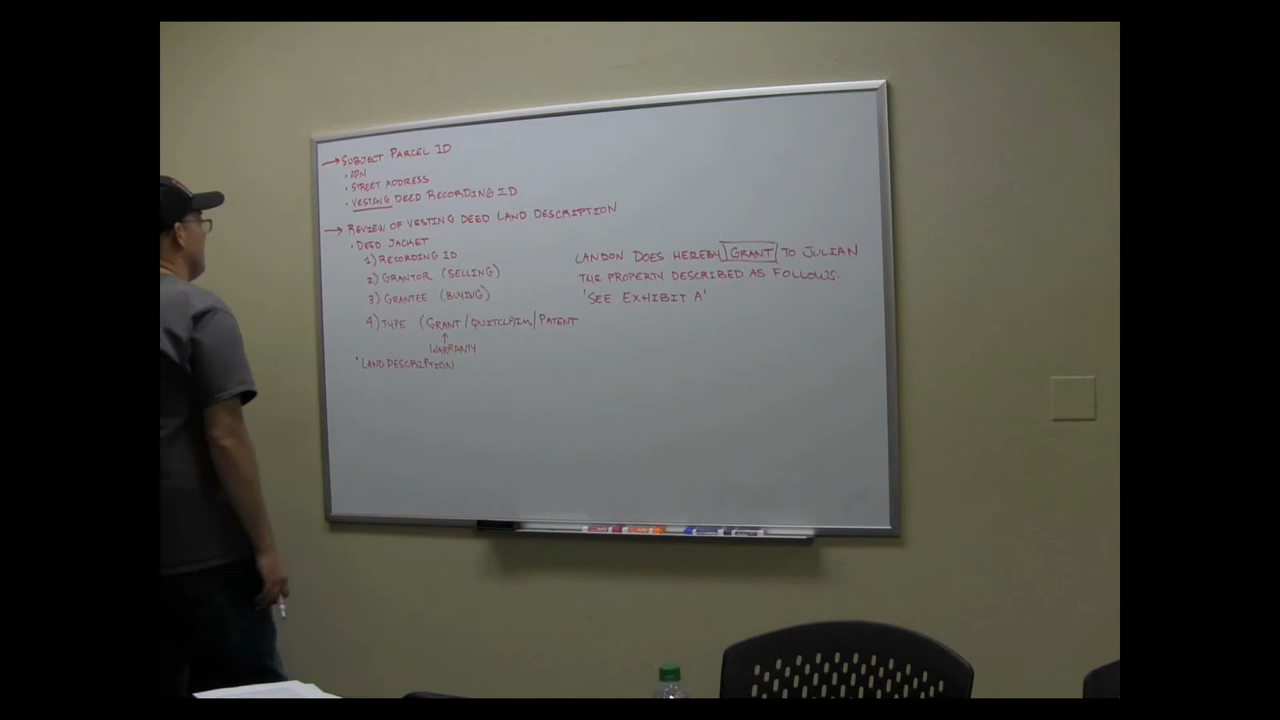 → SUBJECT PARCEL ID
• APN
• STREET ADDRESS
• VESTING DEED RECORDING ID
→ REVIEW OF VESTING DEED LAND DESCRIPTION
• DEED JACKET
1) RECORDING ID
2) GRANTOR (SELLING)
3) GRANTEE (BUYING)
4) TYPE (GRANT/QUITCLAIM/PATENT
↑
WARRANTY
• LAND DESCRIPTION
LANDON DOES HEREBY GRANT TO JULIAN
THE PROPERTY DESCRIBED AS FOLLOWS:
'SEE EXHIBIT A'